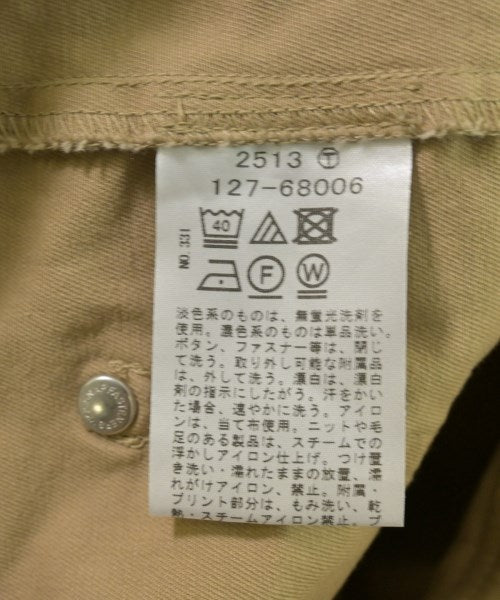 2513 Ⓣ
127-68006
40
F
W
NO.331
淡色系のものは、無蛍光洗剤を
使用。濃色系のものは単品洗い。
ボタン、ファスナー等は、閉じ
て洗う。取り外し可能な附属品
は、外して洗う。漂白は、漂白
剤の指示にしたがう。汗をかい
た場合、速やかに洗う。アイロ
ンは、当て布使用。ニットや毛
足のある製品は、スチームでの
浮かしアイロン仕上げ。つけ置
き洗い・濡れたままの放置、濡
れがけアイロン、禁止。附属・
プリント部分は、もみ洗い、乾
熱・スチームアイロン禁止。プ